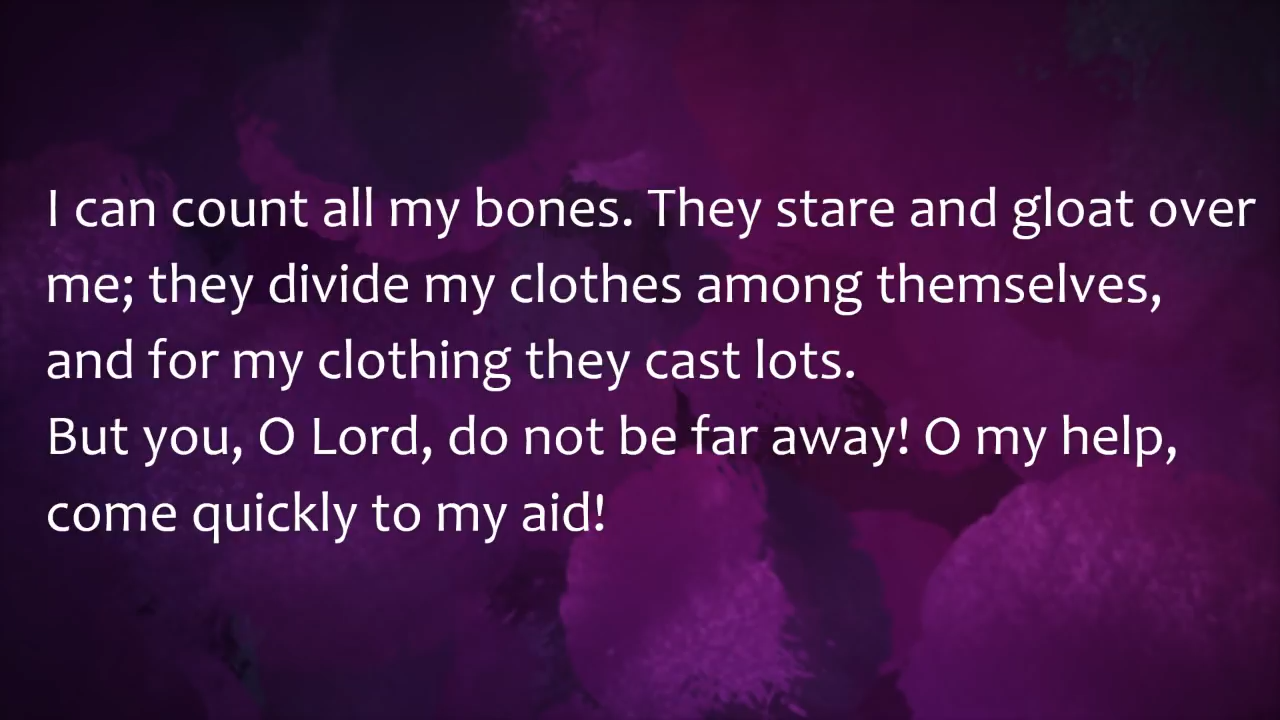 I can count all my bones. They stare and gloat over
me; they divide my clothes among themselves,
and for my clothing they cast lots.
But you, O Lord, do not be far away! O my help,
come quickly to my aid!